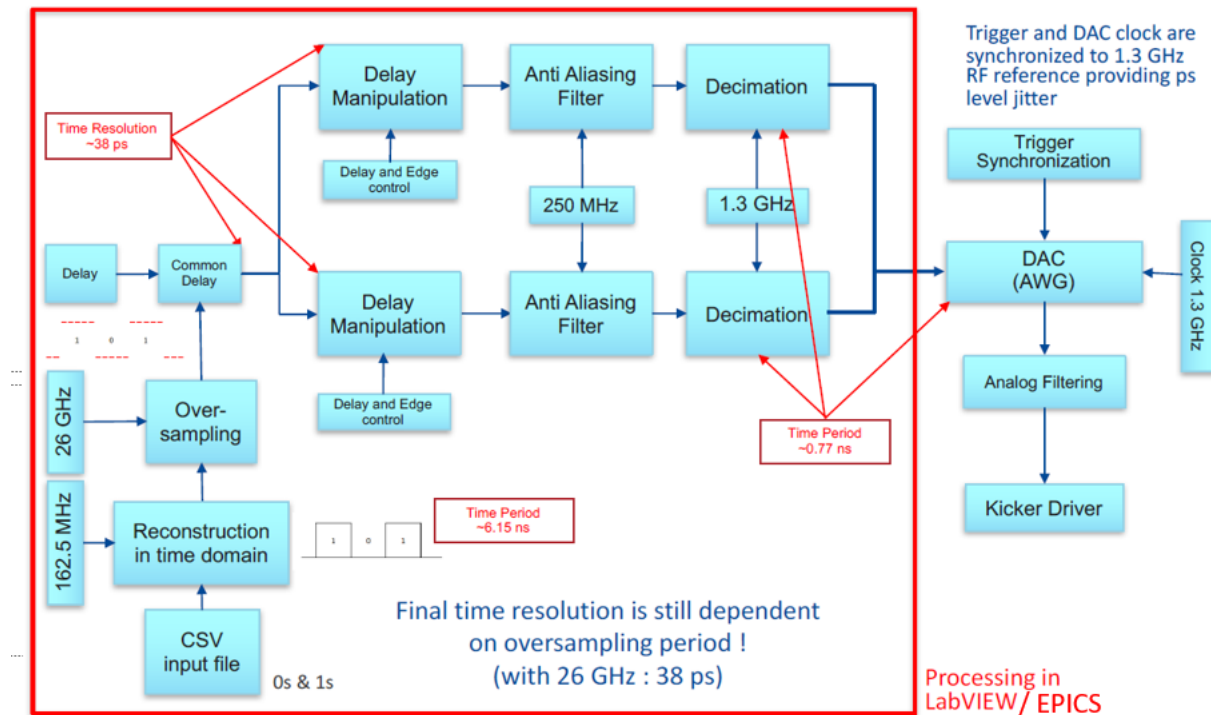 Trigger and DAC clock are
synchronized to 1.3 GHz
RF reference providing ps
level jitter
Delay
Manipulation
Anti Aliasing
Filter
Decimation
Time Resolution
~38 ps
Trigger
Synchronization
Delay and Edge
control
250 MHz
1.3 GHz
Delay
Common
Delay
Delay
Manipulation
Anti Aliasing
Filter
Decimation
DAC
(AWG)
Clock 1.3 GHz
1 0 1
Delay and Edge
control
Analog Filtering
26 GHz
Over-
sampling
Time Period
~0.77 ns
162.5 MHz
Reconstruction
in time domain
1 0 1
Time Period
~6.15 ns
Kicker Driver
CSV
input file
0s & 1s
Final time resolution is still dependent
on oversampling period !
(with 26 GHz : 38 ps)
Processing in
LabVIEW/ EPICS